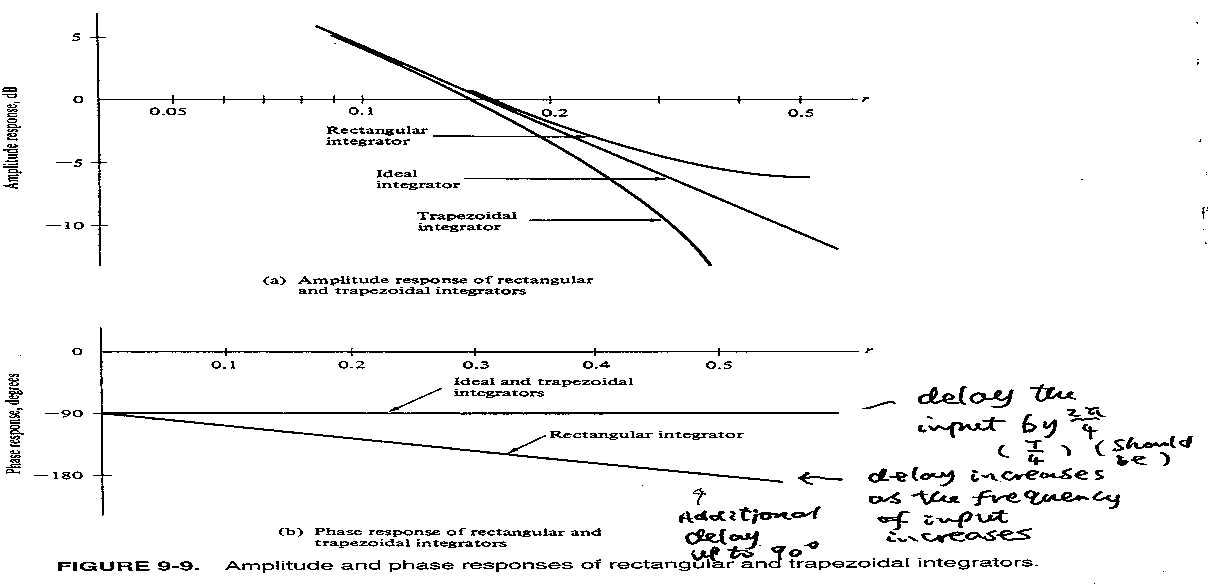 Amplitude response, dB
5
0
−5
−10
0.05
0.1
0.2
0.5
r
Rectangular
integrator
Ideal
integrator
Trapezoidal
integrator
(a) Amplitude response of rectangular
and trapezoidal integrators
Phase response, degrees
0
−90
−180
0.1
0.2
0.3
0.4
0.5
r
Ideal and trapezoidal
integrators
Rectangular integrator
delay the
input by 2π/4
(T/4) (should
be)
delay increases
as the frequency
of input
increases
Additional
delay
up to 90°
(b) Phase response of rectangular and
trapezoidal integrators
FIGURE 9-9. Amplitude and phase responses of rectangular and trapezoidal integrators.